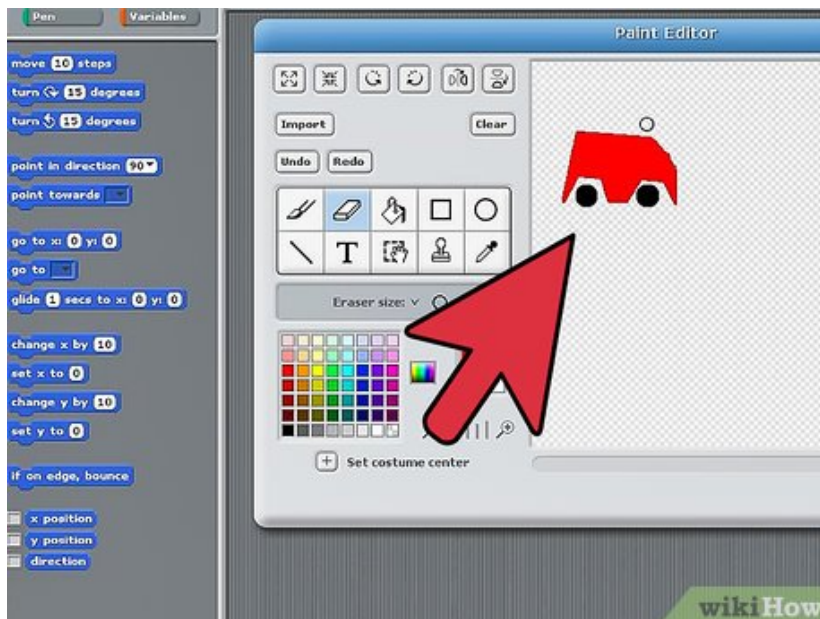 Pen
Variables
Paint Editor
move 10 steps
turn 15 degrees
turn 15 degrees
point in direction 90
point towards
go to x: 0 y: 0
go to
glide 1 secs to x: 0 y: 0
change x by 10
set x to 0
change y by 10
set y to 0
if on edge, bounce
x position
y position
direction
Import
Clear
Undo
Redo
T
Eraser size:
Set costume center
wikiHow